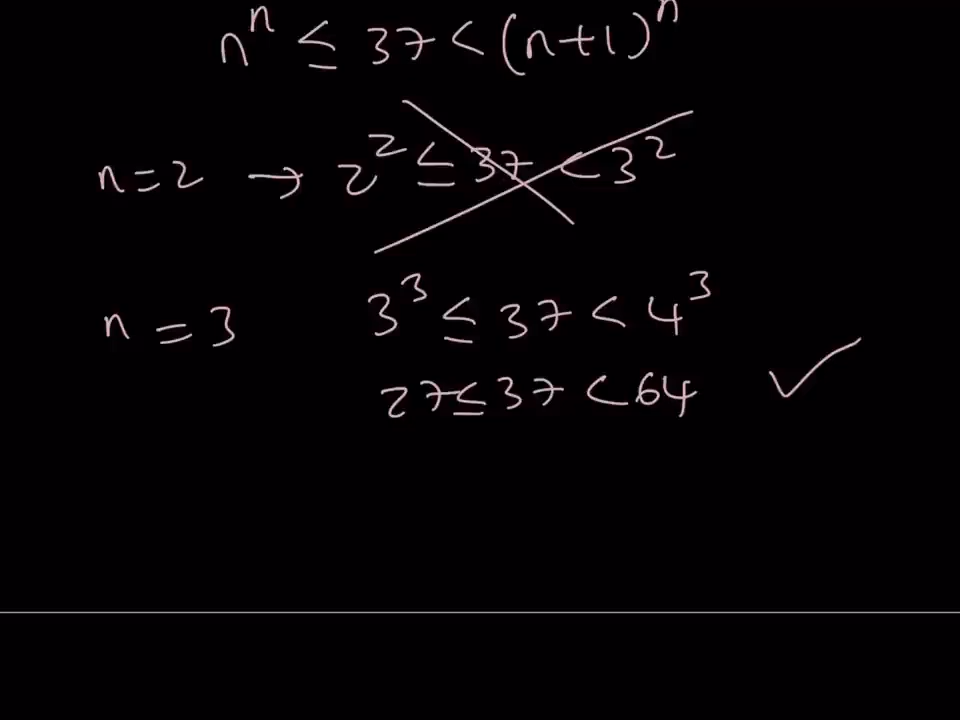 n^n ≤ 37 < (n+1)^n
n=2 → 2^2 ≤ 37 < 3^2
n = 3 3^3 ≤ 37 < 4^3
27 ≤ 37 < 64 ✓